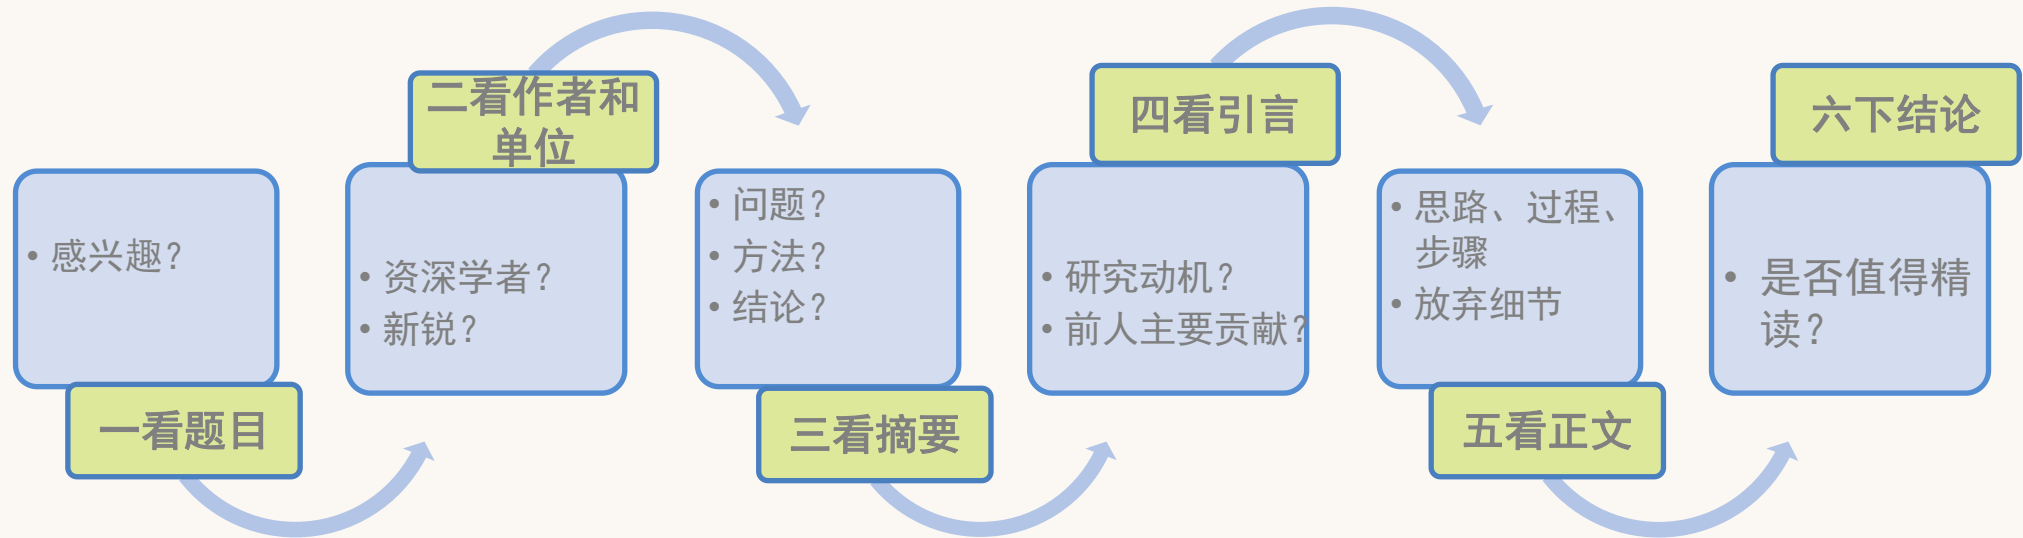 • 感兴趣？
一看题目
二看作者和
单位
• 资深学者？
• 新锐？
• 问题？
• 方法？
• 结论？
三看摘要
四看引言
• 研究动机？
• 前人主要贡献？
• 思路、过程、
步骤
• 放弃细节
五看正文
六下结论
• 是否值得精
读？